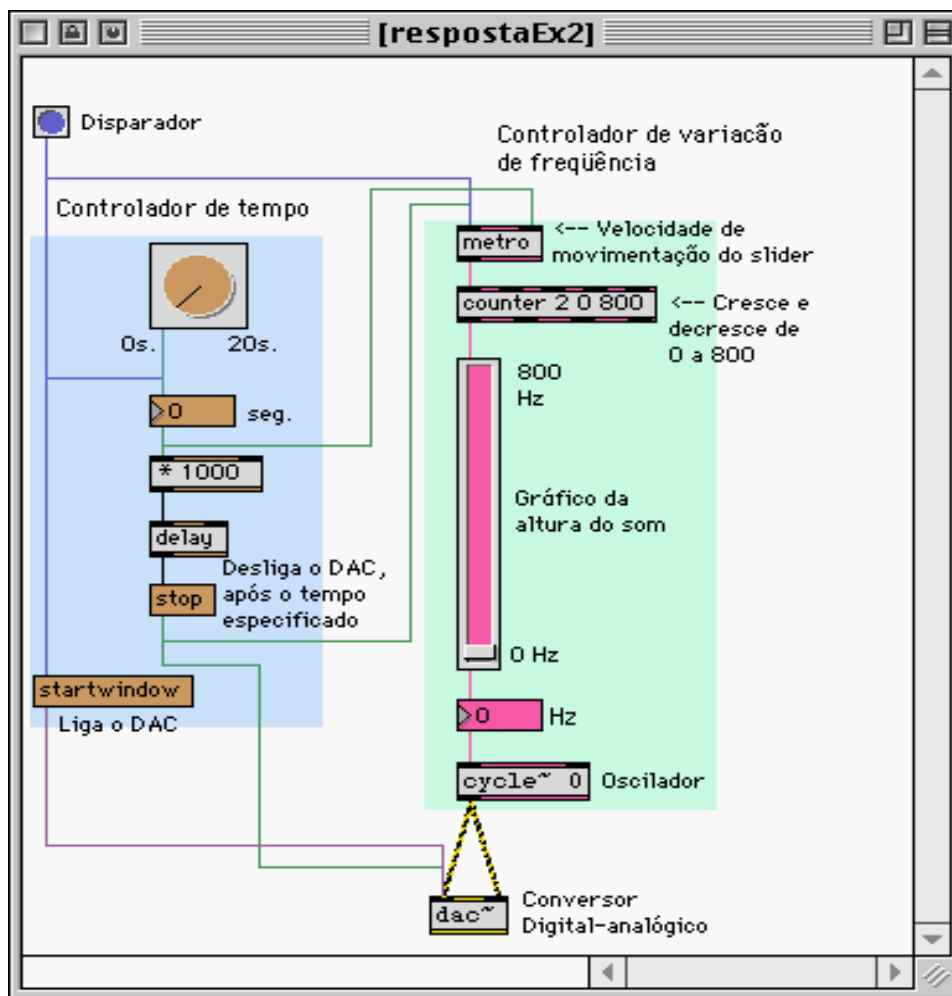 [respostaEx2]
Disparador
Controlador de variacão
de freqüência
Controlador de tempo
metro
<-- Velocidade de
movimentação do slider
counter 2 0 800
<-- Cresce e
decresce de
0 a 800
0s.
20s.
800
Hz
0
seg.
* 1000
Gráfico da
altura do som
delay
Desliga o DAC,
após o tempo
especificado
stop
0 Hz
startwindow
Liga o DAC
0
Hz
cycle~ 0
Oscilador
dac~
Conversor
Digital-analógico